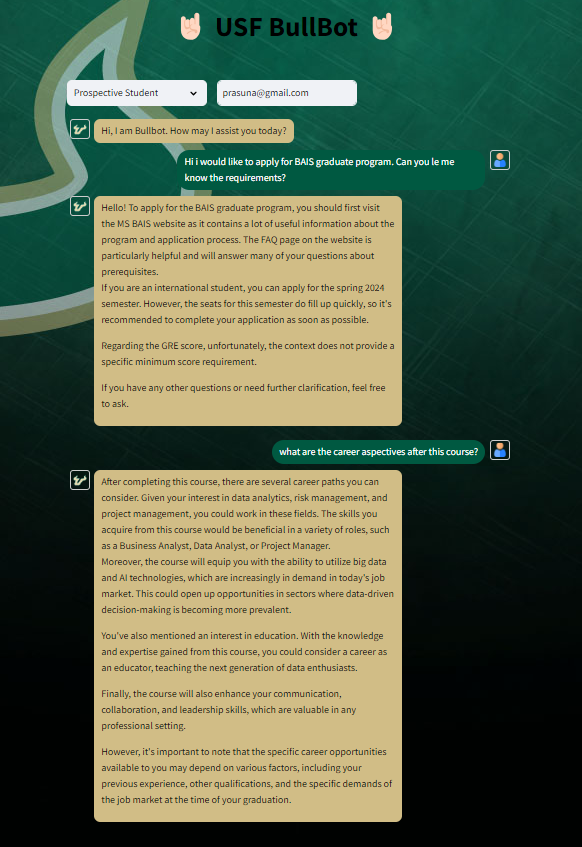 USF BullBot
Prospective Student
prasuna@gmail.com
Hi, I am Bullbot. How may I assist you today?
Hi i would like to apply for BAIS graduate program. Can you le me
know the requirements?
Hello! To apply for the BAIS graduate program, you should first visit
the MS BAIS website as it contains a lot of useful information about the
program and application process. The FAQ page on the website is
particularly helpful and will answer many of your questions about
prerequisites.
If you are an international student, you can apply for the spring 2024
semester. However, the seats for this semester do fill up quickly, so it's
recommended to complete your application as soon as possible.
Regarding the GRE score, unfortunately, the context does not provide a
specific minimum score requirement.
If you have any other questions or need further clarification, feel free
to ask.
what are the career aspectives after this course?
After completing this course, there are several career paths you can
consider. Given your interest in data analytics, risk management, and
project management, you could work in these fields. The skills you
acquire from this course would be beneficial in a variety of roles, such
as a Business Analyst, Data Analyst, or Project Manager.
Moreover, the course will equip you with the ability to utilize big data
and AI technologies, which are increasingly in demand in today's job
market. This could open up opportunities in sectors where data-driven
decision-making is becoming more prevalent.
You've also mentioned an interest in education. With the knowledge
and expertise gained from this course, you could consider a career as
an educator, teaching the next generation of data enthusiasts.
Finally, the course will also enhance your communication,
collaboration, and leadership skills, which are valuable in any
professional setting.
However, it's important to note that the specific career opportunities
available to you may depend on various factors, including your
previous experience, other qualifications, and the specific demands of
the job market at the time of your graduation.